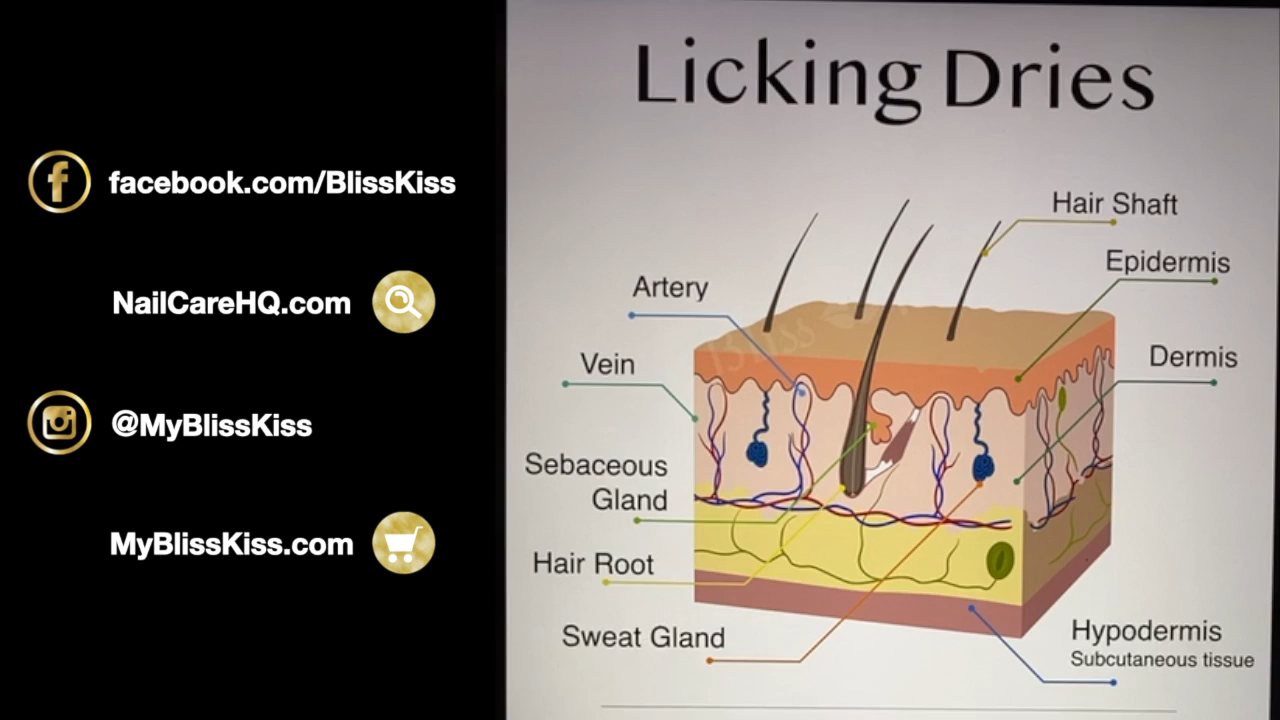 facebook.com/BlissKiss
NailCareHQ.com
@MyBlissKiss
MyBlissKiss.com
Licking Dries
Hair Shaft
Epidermis
Artery
Dermis
Vein
Sebaceous
Gland
Hair Root
Sweat Gland
Hypodermis
Subcutaneous tissue
Bliss